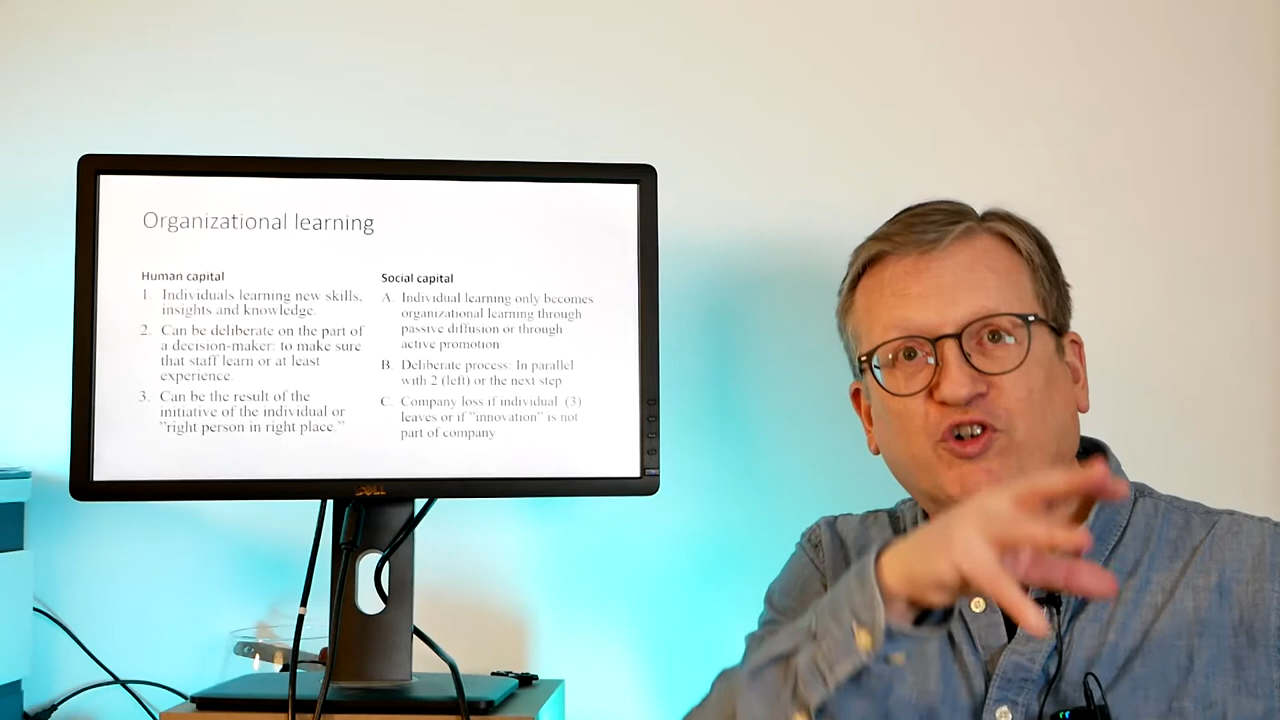 Organizational learning
Human capital
1. Individuals learning new skills,
insights and knowledge.
2. Can be deliberate on the part of
a decision-maker: to make sure
that staff learn or at least
experience.
3. Can be the result of the
initiative of the individual or
"right person in right place."
Social capital
A. Individual learning only becomes
organizational learning through
passive diffusion or through
active promotion
B. Deliberate process: In parallel
with 2 (left) or the next step
C. Company loss if individual (3)
leaves or if "innovation" is not
part of company
DELL